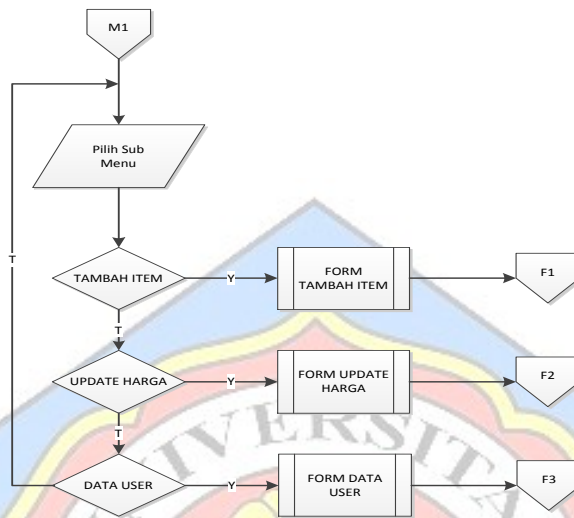 M1
Pilih Sub
Menu
T
TAMBAH ITEM
Y
FORM
TAMBAH ITEM
F1
T
UPDATE HARGA
Y
FORM UPDATE
HARGA
F2
T
DATA USER
Y
FORM DATA
USER
F3
UNIVERSITA